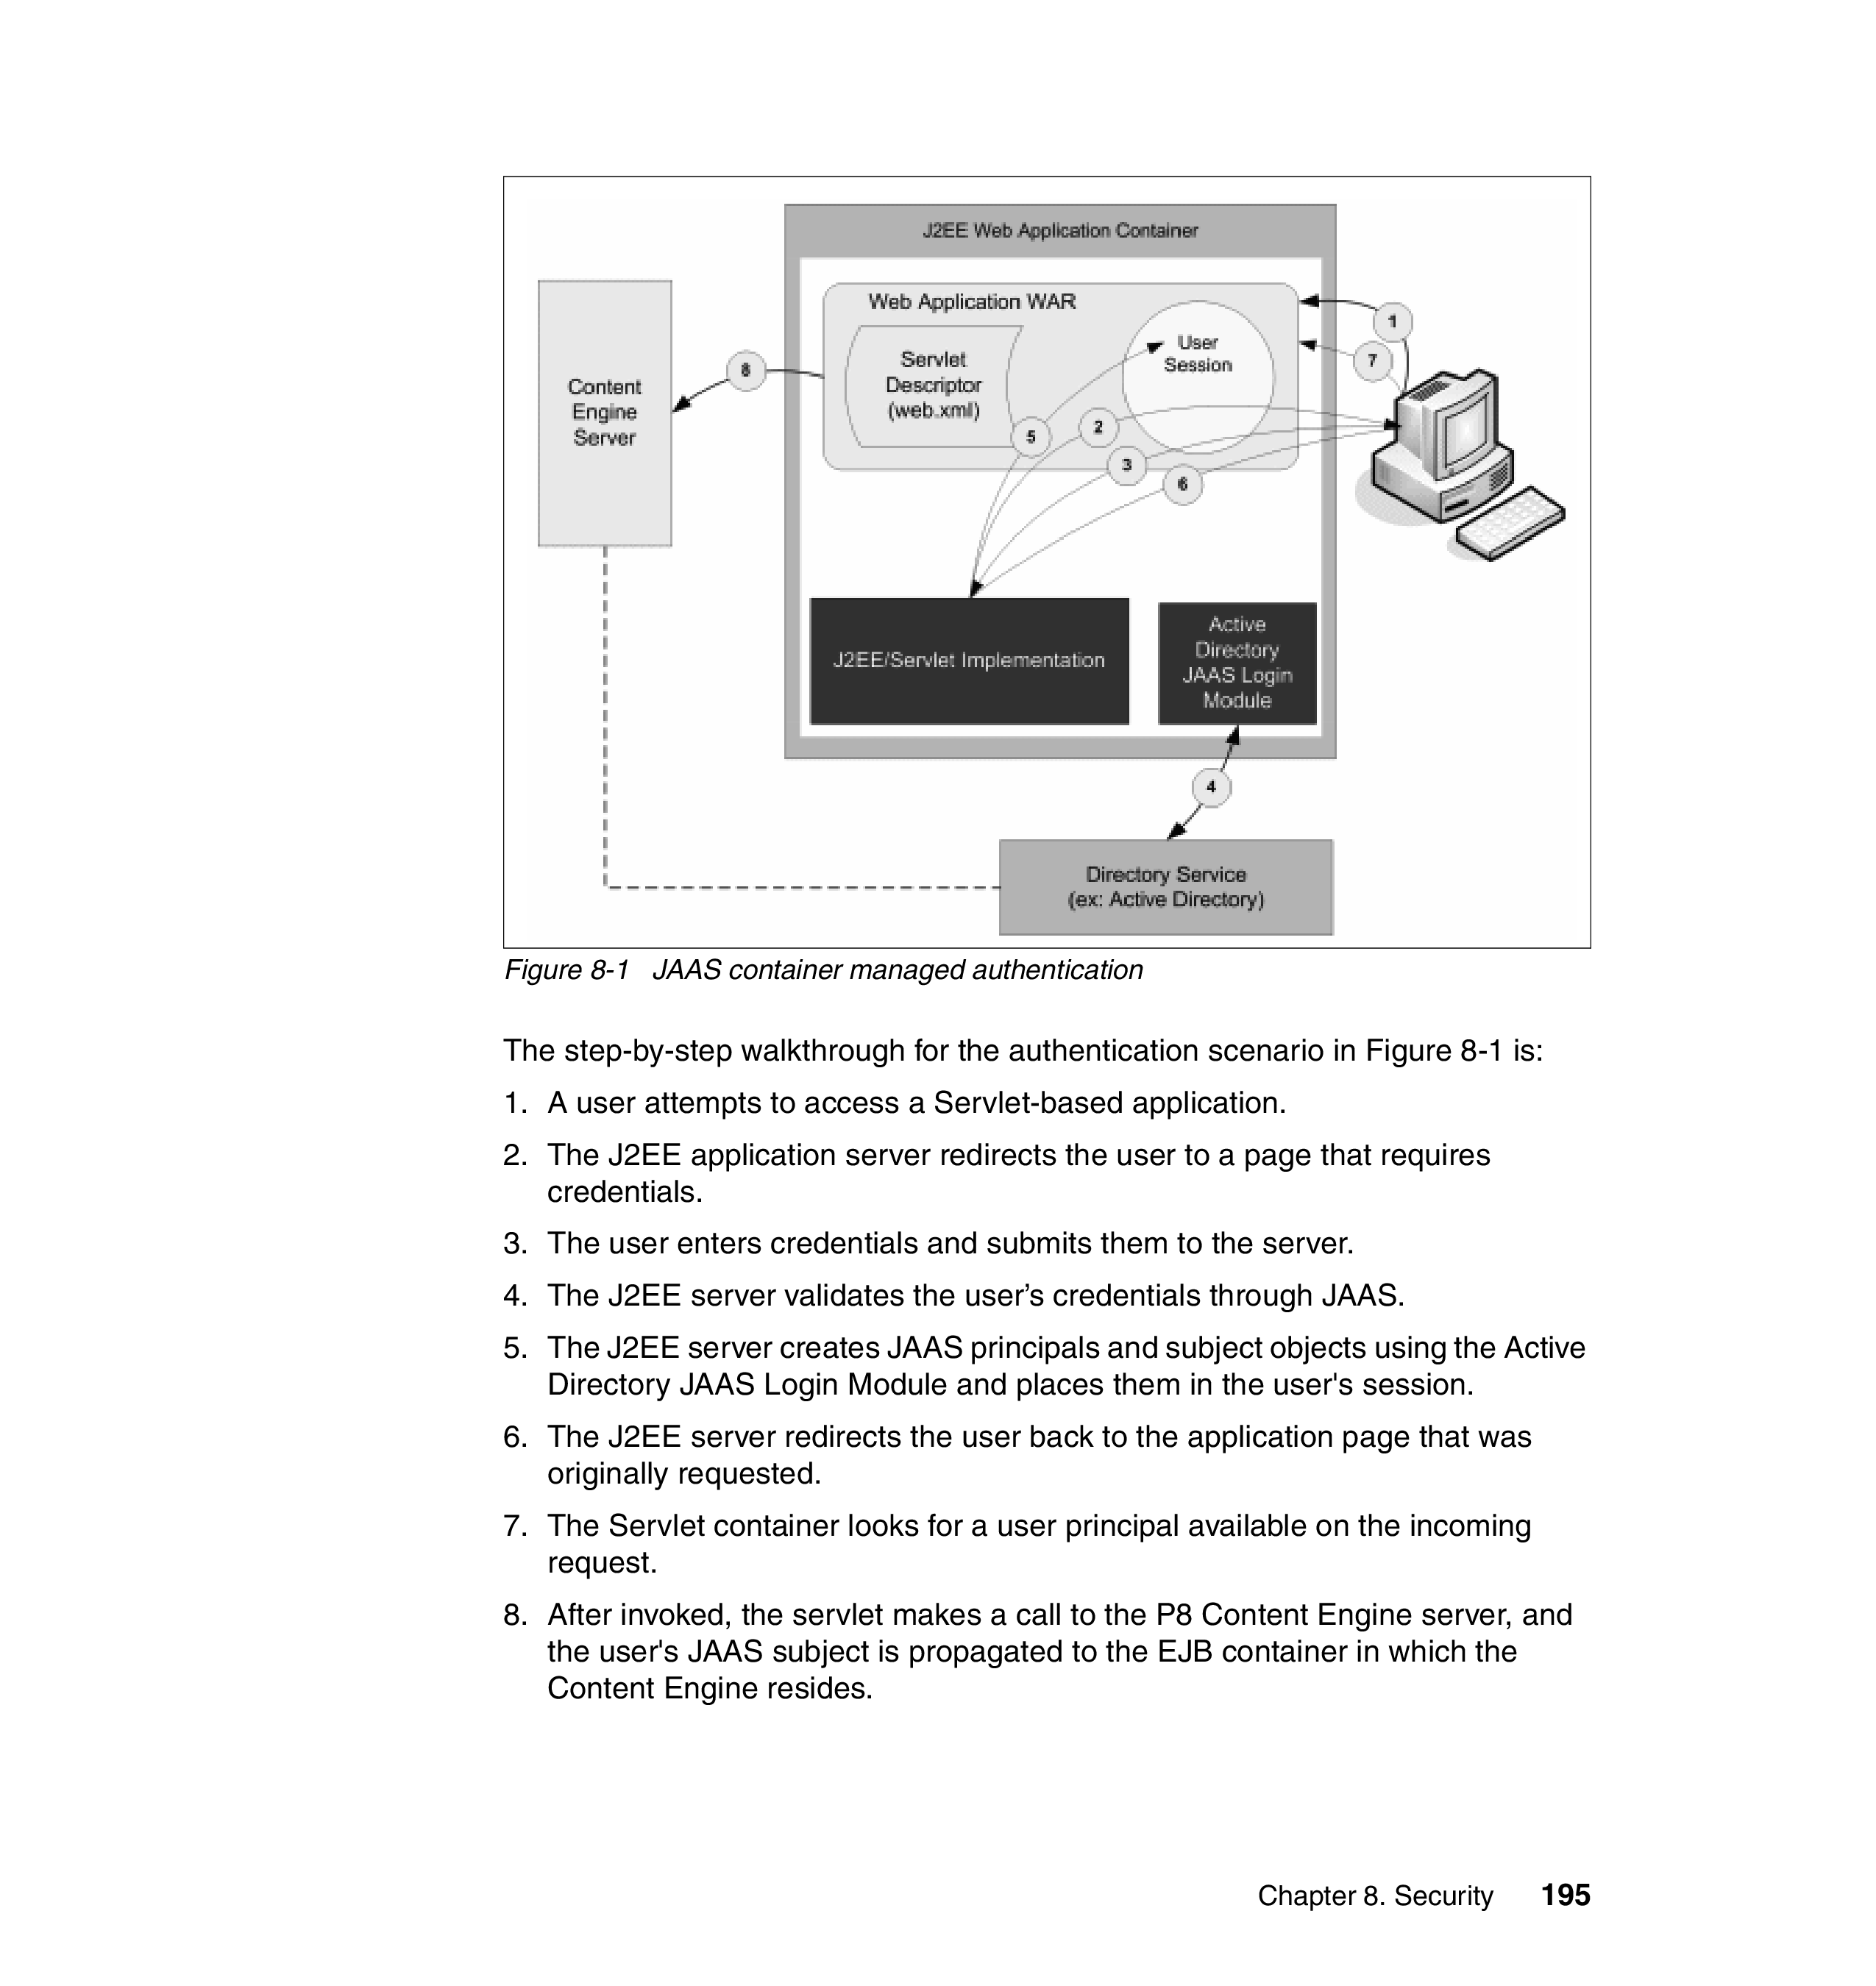 J2EE Web Application Container
Web Application WAR
1
User
Session
7
Servlet
Descriptor
(web.xml)
8
Content
Engine
Server
5
2
3
6
J2EE/Servlet Implementation
Active
Directory
JAAS Login
Module
4
Directory Service
(ex: Active Directory)
Figure 8-1 JAAS container managed authentication
The step-by-step walkthrough for the authentication scenario in Figure 8-1 is:
1. A user attempts to access a Servlet-based application.
2. The J2EE application server redirects the user to a page that requires
credentials.
3. The user enters credentials and submits them to the server.
4. The J2EE server validates the user’s credentials through JAAS.
5. The J2EE server creates JAAS principals and subject objects using the Active
Directory JAAS Login Module and places them in the user's session.
6. The J2EE server redirects the user back to the application page that was
originally requested.
7. The Servlet container looks for a user principal available on the incoming
request.
8. After invoked, the servlet makes a call to the P8 Content Engine server, and
the user's JAAS subject is propagated to the EJB container in which the
Content Engine resides.
Chapter 8. Security 195